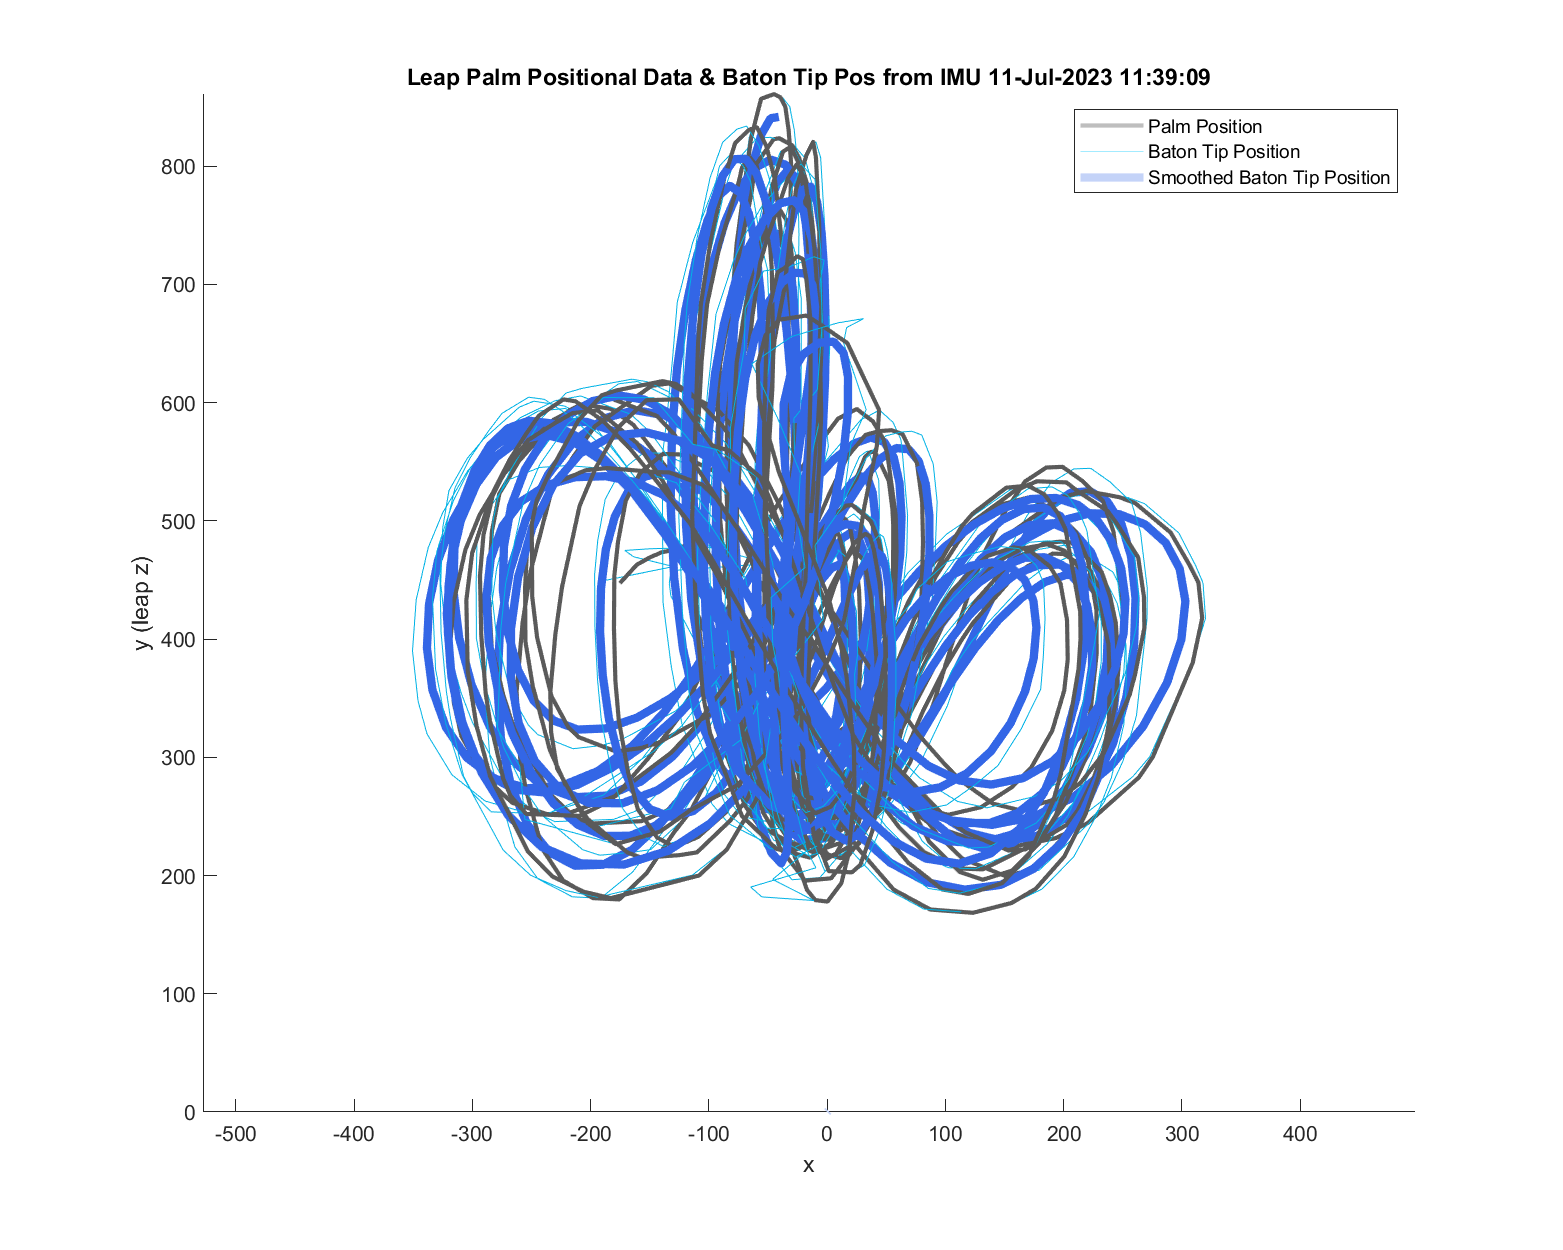 Leap Palm Positional Data & Baton Tip Pos from IMU 11-Jul-2023 11:39:09
Palm Position
Baton Tip Position
Smoothed Baton Tip Position
800
700
600
500
400
300
200
100
0
y (leap z)
-500 -400 -300 -200 -100 0 100 200 300 400
x